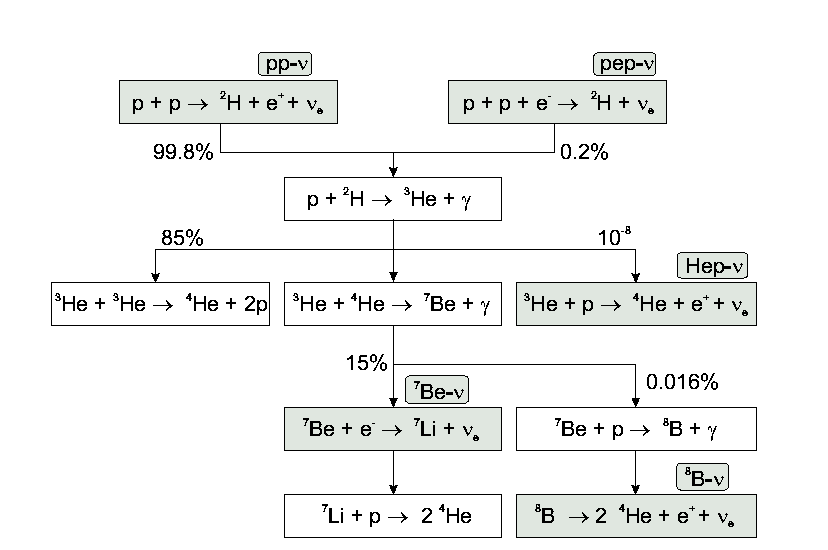 pp-ν
pep-ν
p + p → ²H + e⁺ + νₑ
p + p + e⁻ → ²H + νₑ
99.8%
0.2%
p + ²H → ³He + γ
85%
10⁻⁸
Hep-ν
³He + ³He → ⁴He + 2p
³He + ⁴He → ⁷Be + γ
³He + p → ⁴He + e⁺ + νₑ
15%
0.016%
⁷Be-ν
⁷Be + e⁻ → ⁷Li + νₑ
⁷Be + p → ⁸B + γ
⁸B-ν
⁷Li + p → 2 ⁴He
⁸B → 2 ⁴He + e⁺ + νₑ